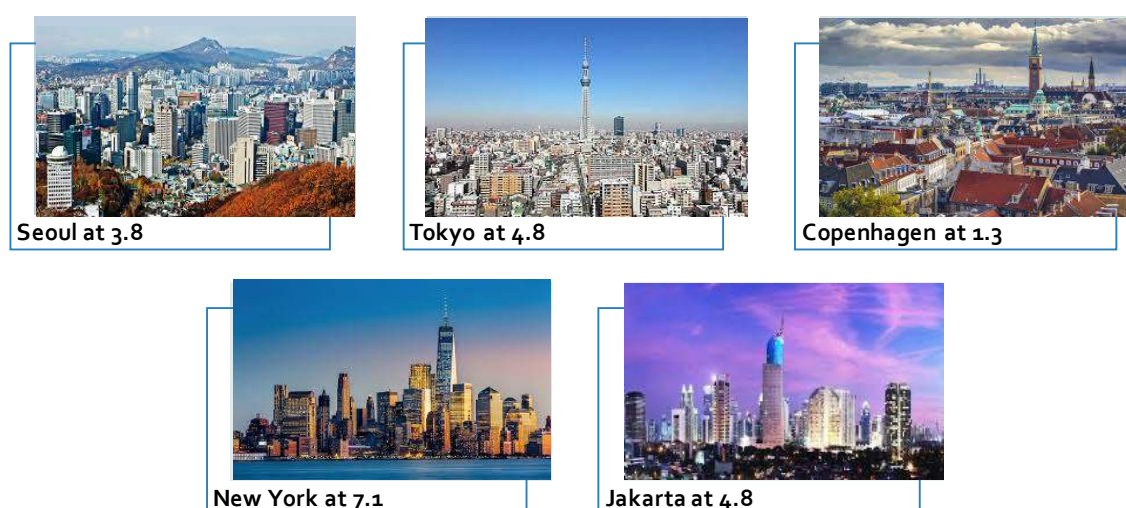 Seoul at 3.8
Tokyo at 4.8
Copenhagen at 1.3
New York at 7.1
Jakarta at 4.8